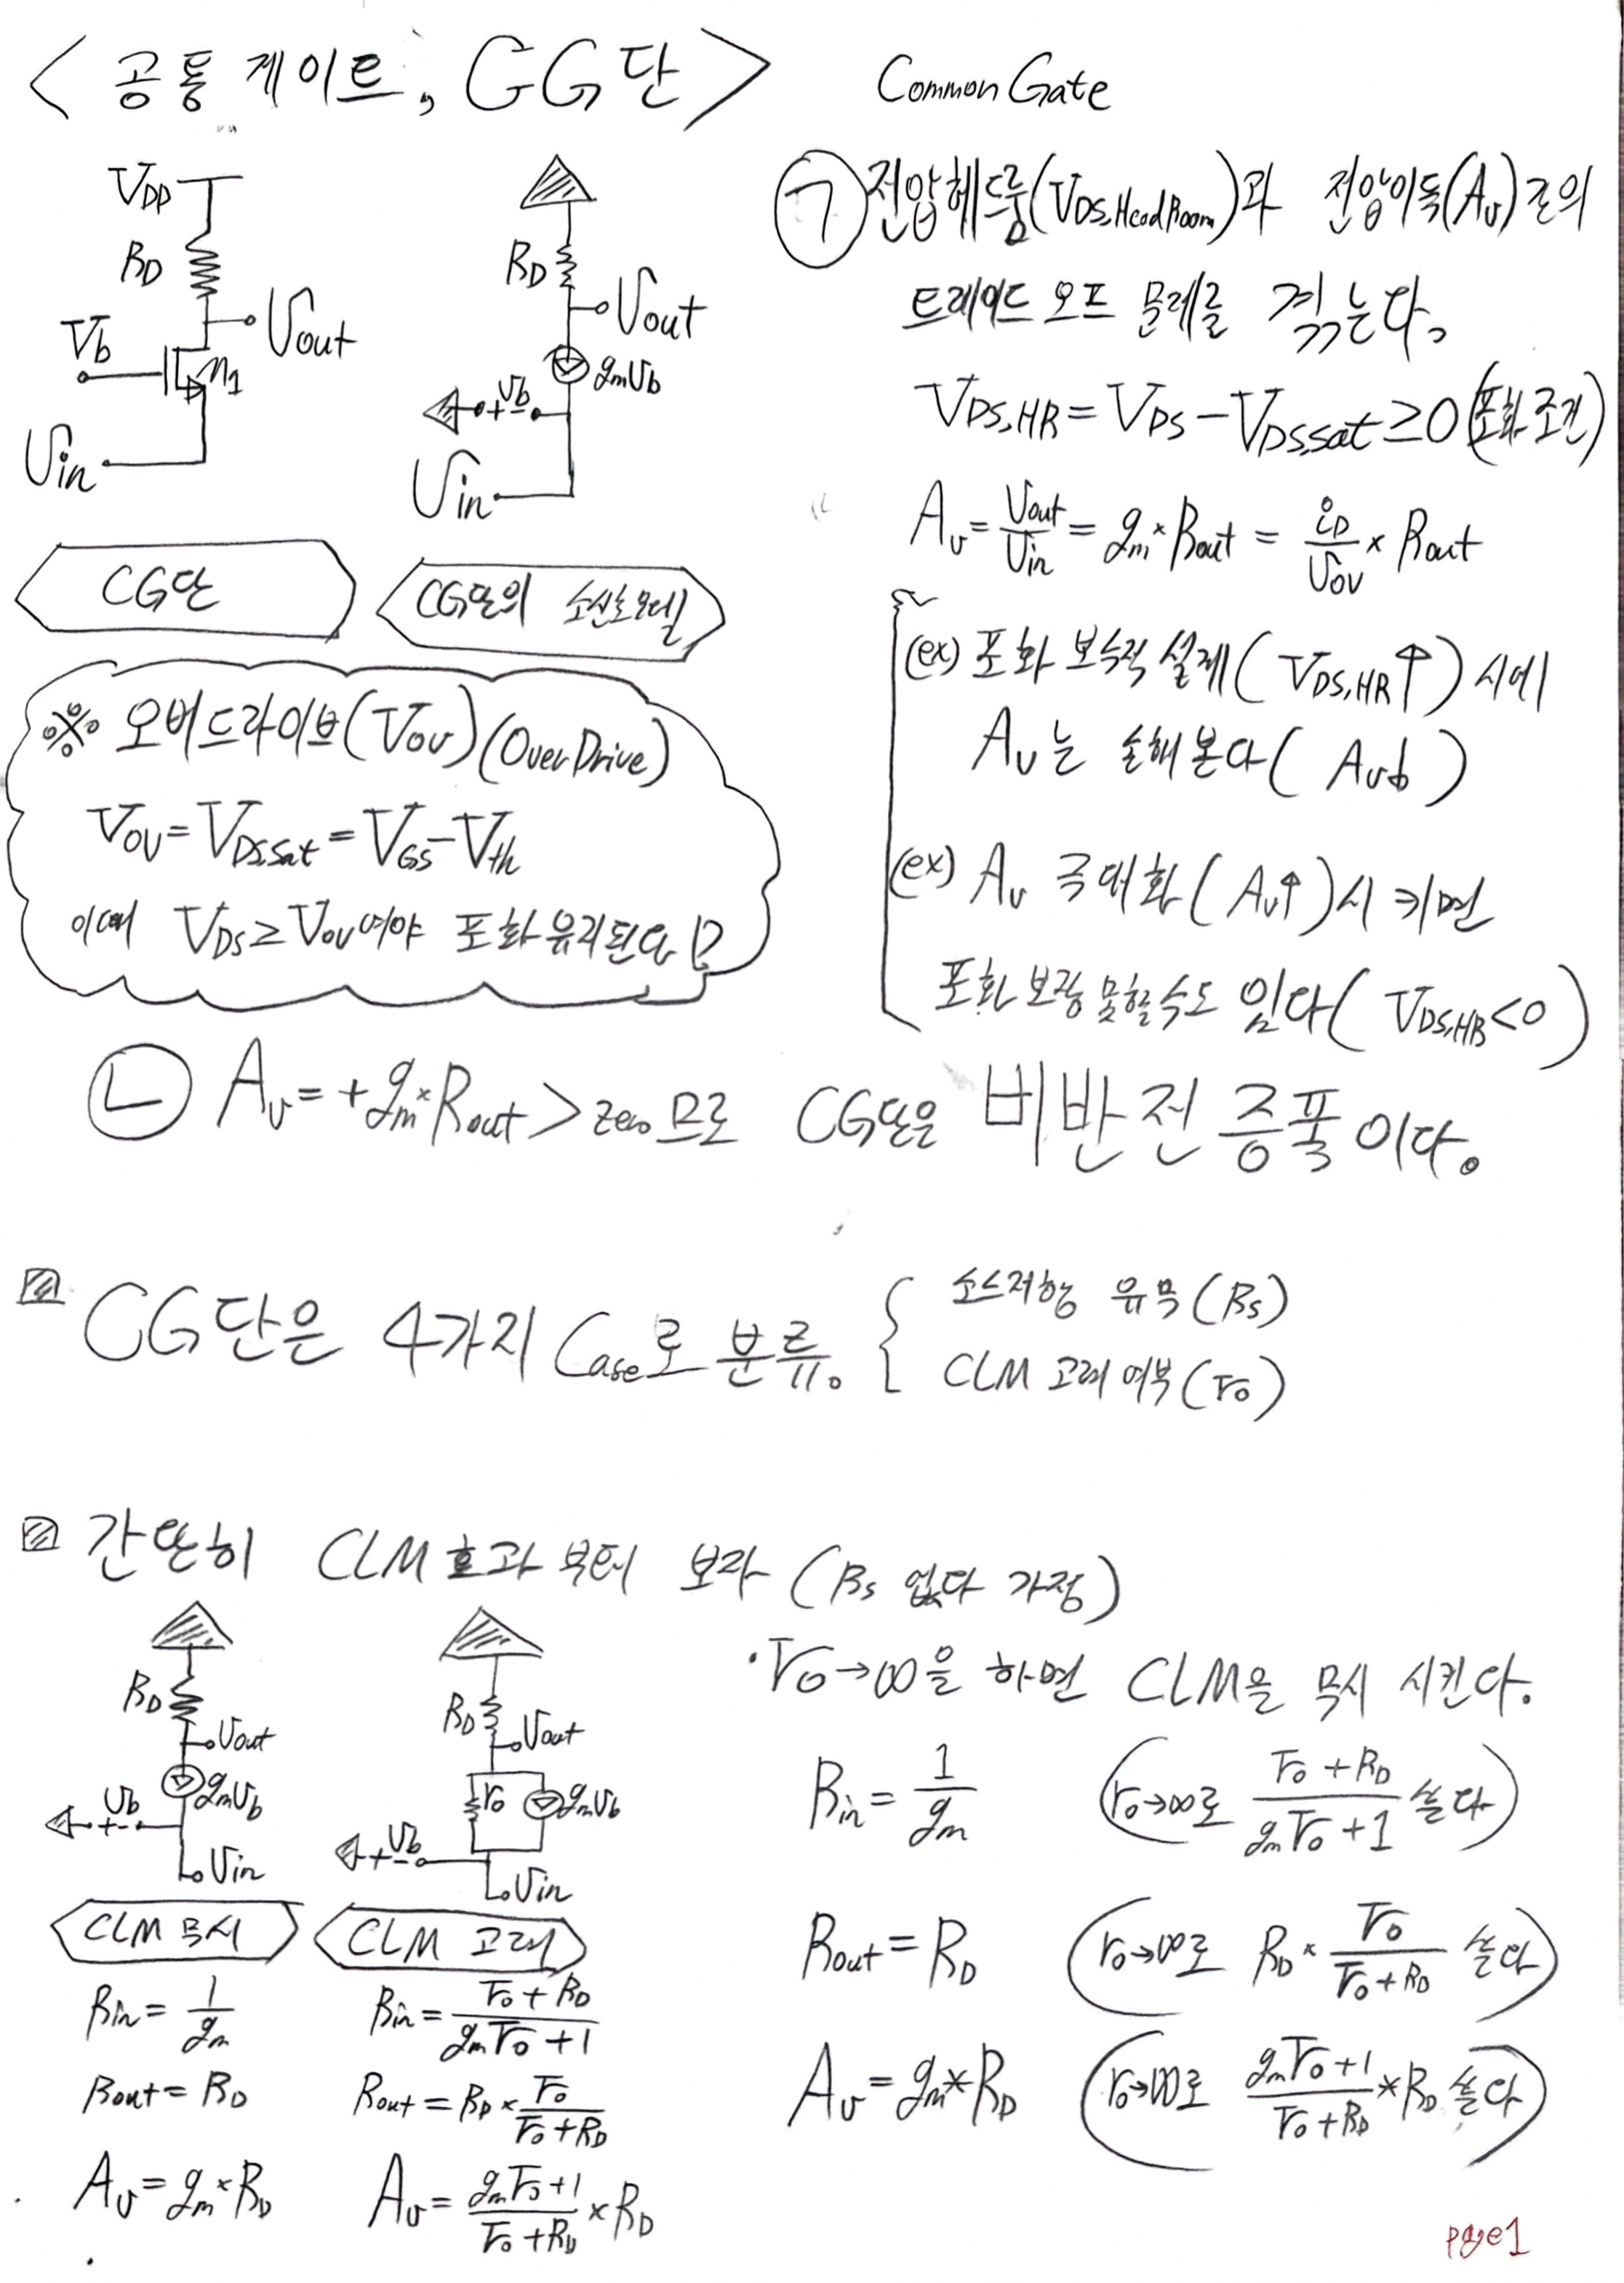 <공통 게이트, CG단> Common Gate
VDD
RD
Vb
Vout
M1
Vin
RD
Vout
gmVb
+ Vb -
Vin
CG단
CG단의 소신호모델
※ 오버드라이브(VOV)(OverDrive)
VOV = VDS,sat = VGS - Vth
이때 VDS ≥ VOV여야 포화유지된다!?
ㄱ 전압헤드룸(VDS,HeadRoom)과 전압이득(Av)간의
트레이드 오프 문제를 겪는다.
VDS,HR = VDS - VDS,sat ≥ 0 (포화조건)
Av = Vout/Vin = gm × Rout = iD/VOV × Rout
(ex) 포화 보수적 설계(VDS,HR↑)시에
Av는 손해본다(Av↓)
(ex) Av 극대화(Av↑)시키면
포화 보장 못할수도 있다(VDS,HR<0)
ㄴ Av = +gm × Rout > zero므로 CG단은 비반전증폭이다.
CG단은 4가지 Case로 분류. { 소스저항 유무(Rs)
CLM 고려여부(ro)
간단히 CLM효과부터 보자 (Rs 없다 가정)
RD
Vout
gmVb
Vb
+ -
Vin
CLM 무시
Rin = 1/gm
Rout = RD
Av = gm × RD
RD
Vout
ro
gmVb
Vb
+ -
Vin
CLM 고려
Rin = (ro + RD)/(gmro + 1)
Rout = RD × ro/(ro + RD)
Av = (gmro + 1)/(ro + RD) × RD
· ro→∞을 하면 CLM을 무시 시킨다.
Rin = 1/gm (ro→∞로 (ro + RD)/(gmro + 1) 쓴다)
Rout = RD (ro→∞로 RD × ro/(ro + RD) 쓴다)
Av = gm * RD (ro→∞로 (gmro + 1)/(ro + RD) * RD 쓴다)
page1